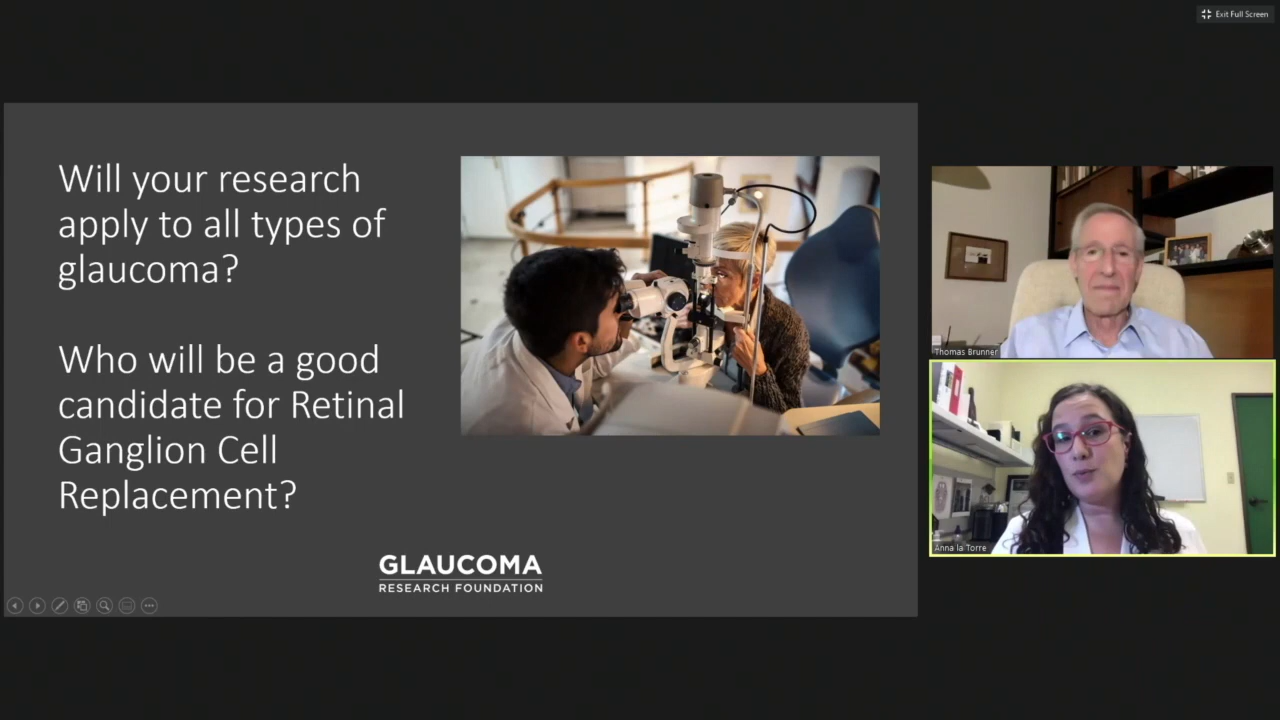 Exit Full Screen
Will your research
apply to all types of
glaucoma?
Who will be a good
candidate for Retinal
Ganglion Cell
Replacement?
GLAUCOMA
RESEARCH FOUNDATION
Thomas Brunner
Anna la Torre